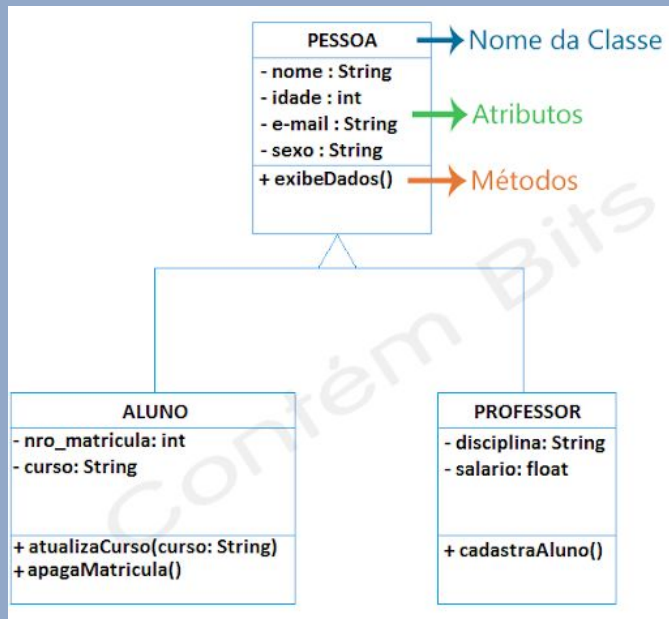 PESSOA
Nome da Classe
- nome : String
- idade : int
- e-mail : String
- sexo : String
Atributos
+ exibeDados()
Métodos
Contém Bits
ALUNO
- nro_matricula: int
- curso: String
+ atualizaCurso(curso: String)
+ apagaMatricula()
PROFESSOR
- disciplina: String
- salario: float
+ cadastraAluno()